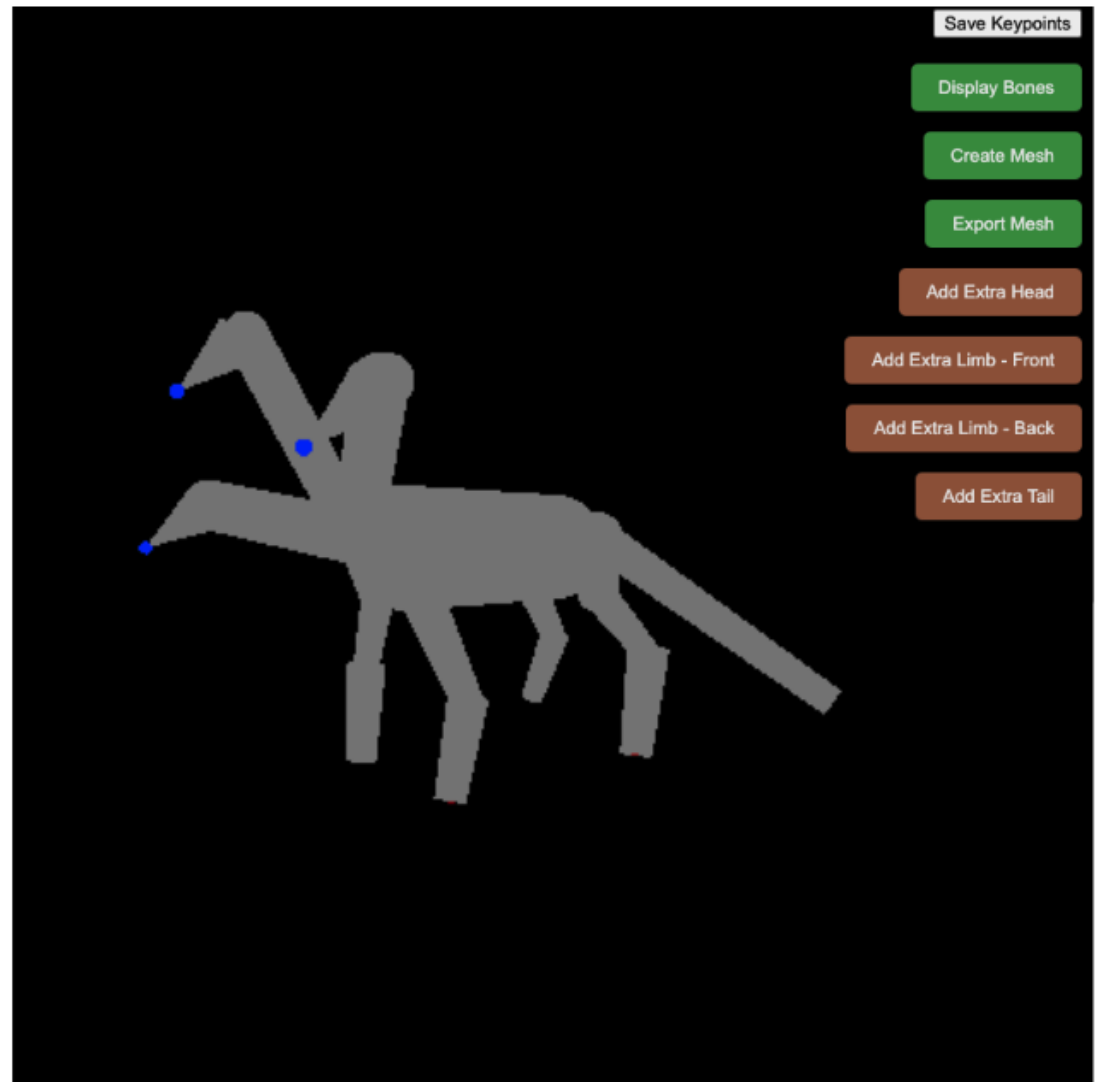 Save Keypoints
Display Bones
Create Mesh
Export Mesh
Add Extra Head
Add Extra Limb - Front
Add Extra Limb - Back
Add Extra Tail